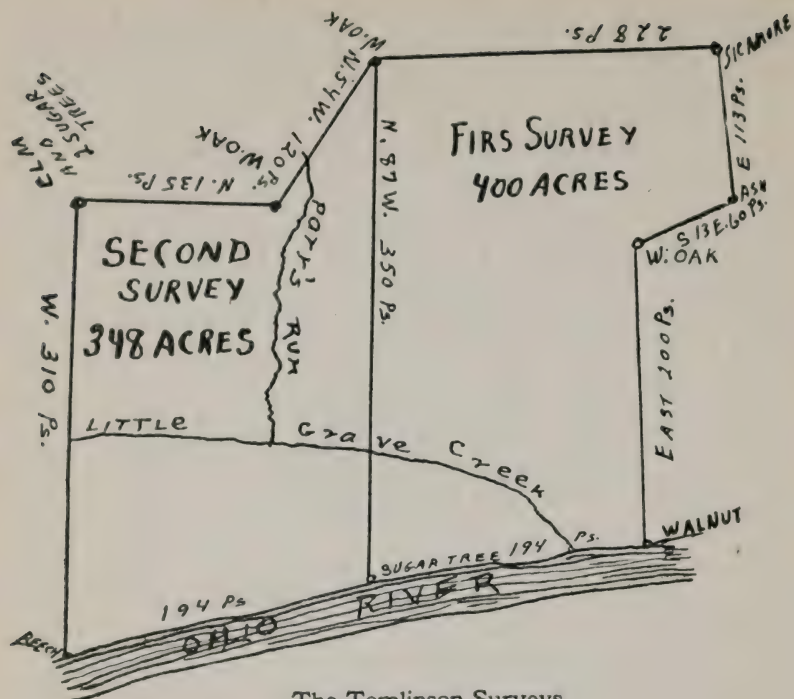 228 Ps.
SICAMORE
W. OAK
N. 54 W. 120 Ps.
W. OAK
ELM
AND
2 SUGAR
TREES
N. 135 Ps.
FIRS SURVEY
400 ACRES
E 113 Ps.
ASH
S 13 E. 60 Ps.
W. OAK
SECOND
SURVEY
348 ACRES
PATT'S RUN
N. 87 W. 350 Ps.
W. 310 Ps.
EAST 200 Ps.
LITTLE Grave Creek
WALNUT
SUGAR TREE 194 Ps.
194 Ps
OHIO RIVER
BEECH
The Tomlinson Surveys